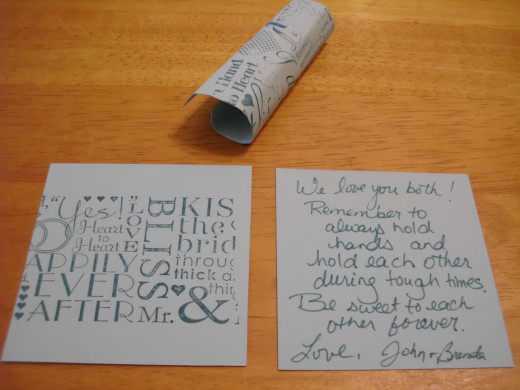 Hand
to Heart
"Yes!"
Heart
to
Heart
LOVE
BLISS
KIS
the
brid
throug
thick a
thin
APPILY
EVER
AFTER
Mr. &
We love you both!
Remember to
always hold
hands and
hold each other
during tough times.
Be sweet to each
other forever.
Love, John & Brenda